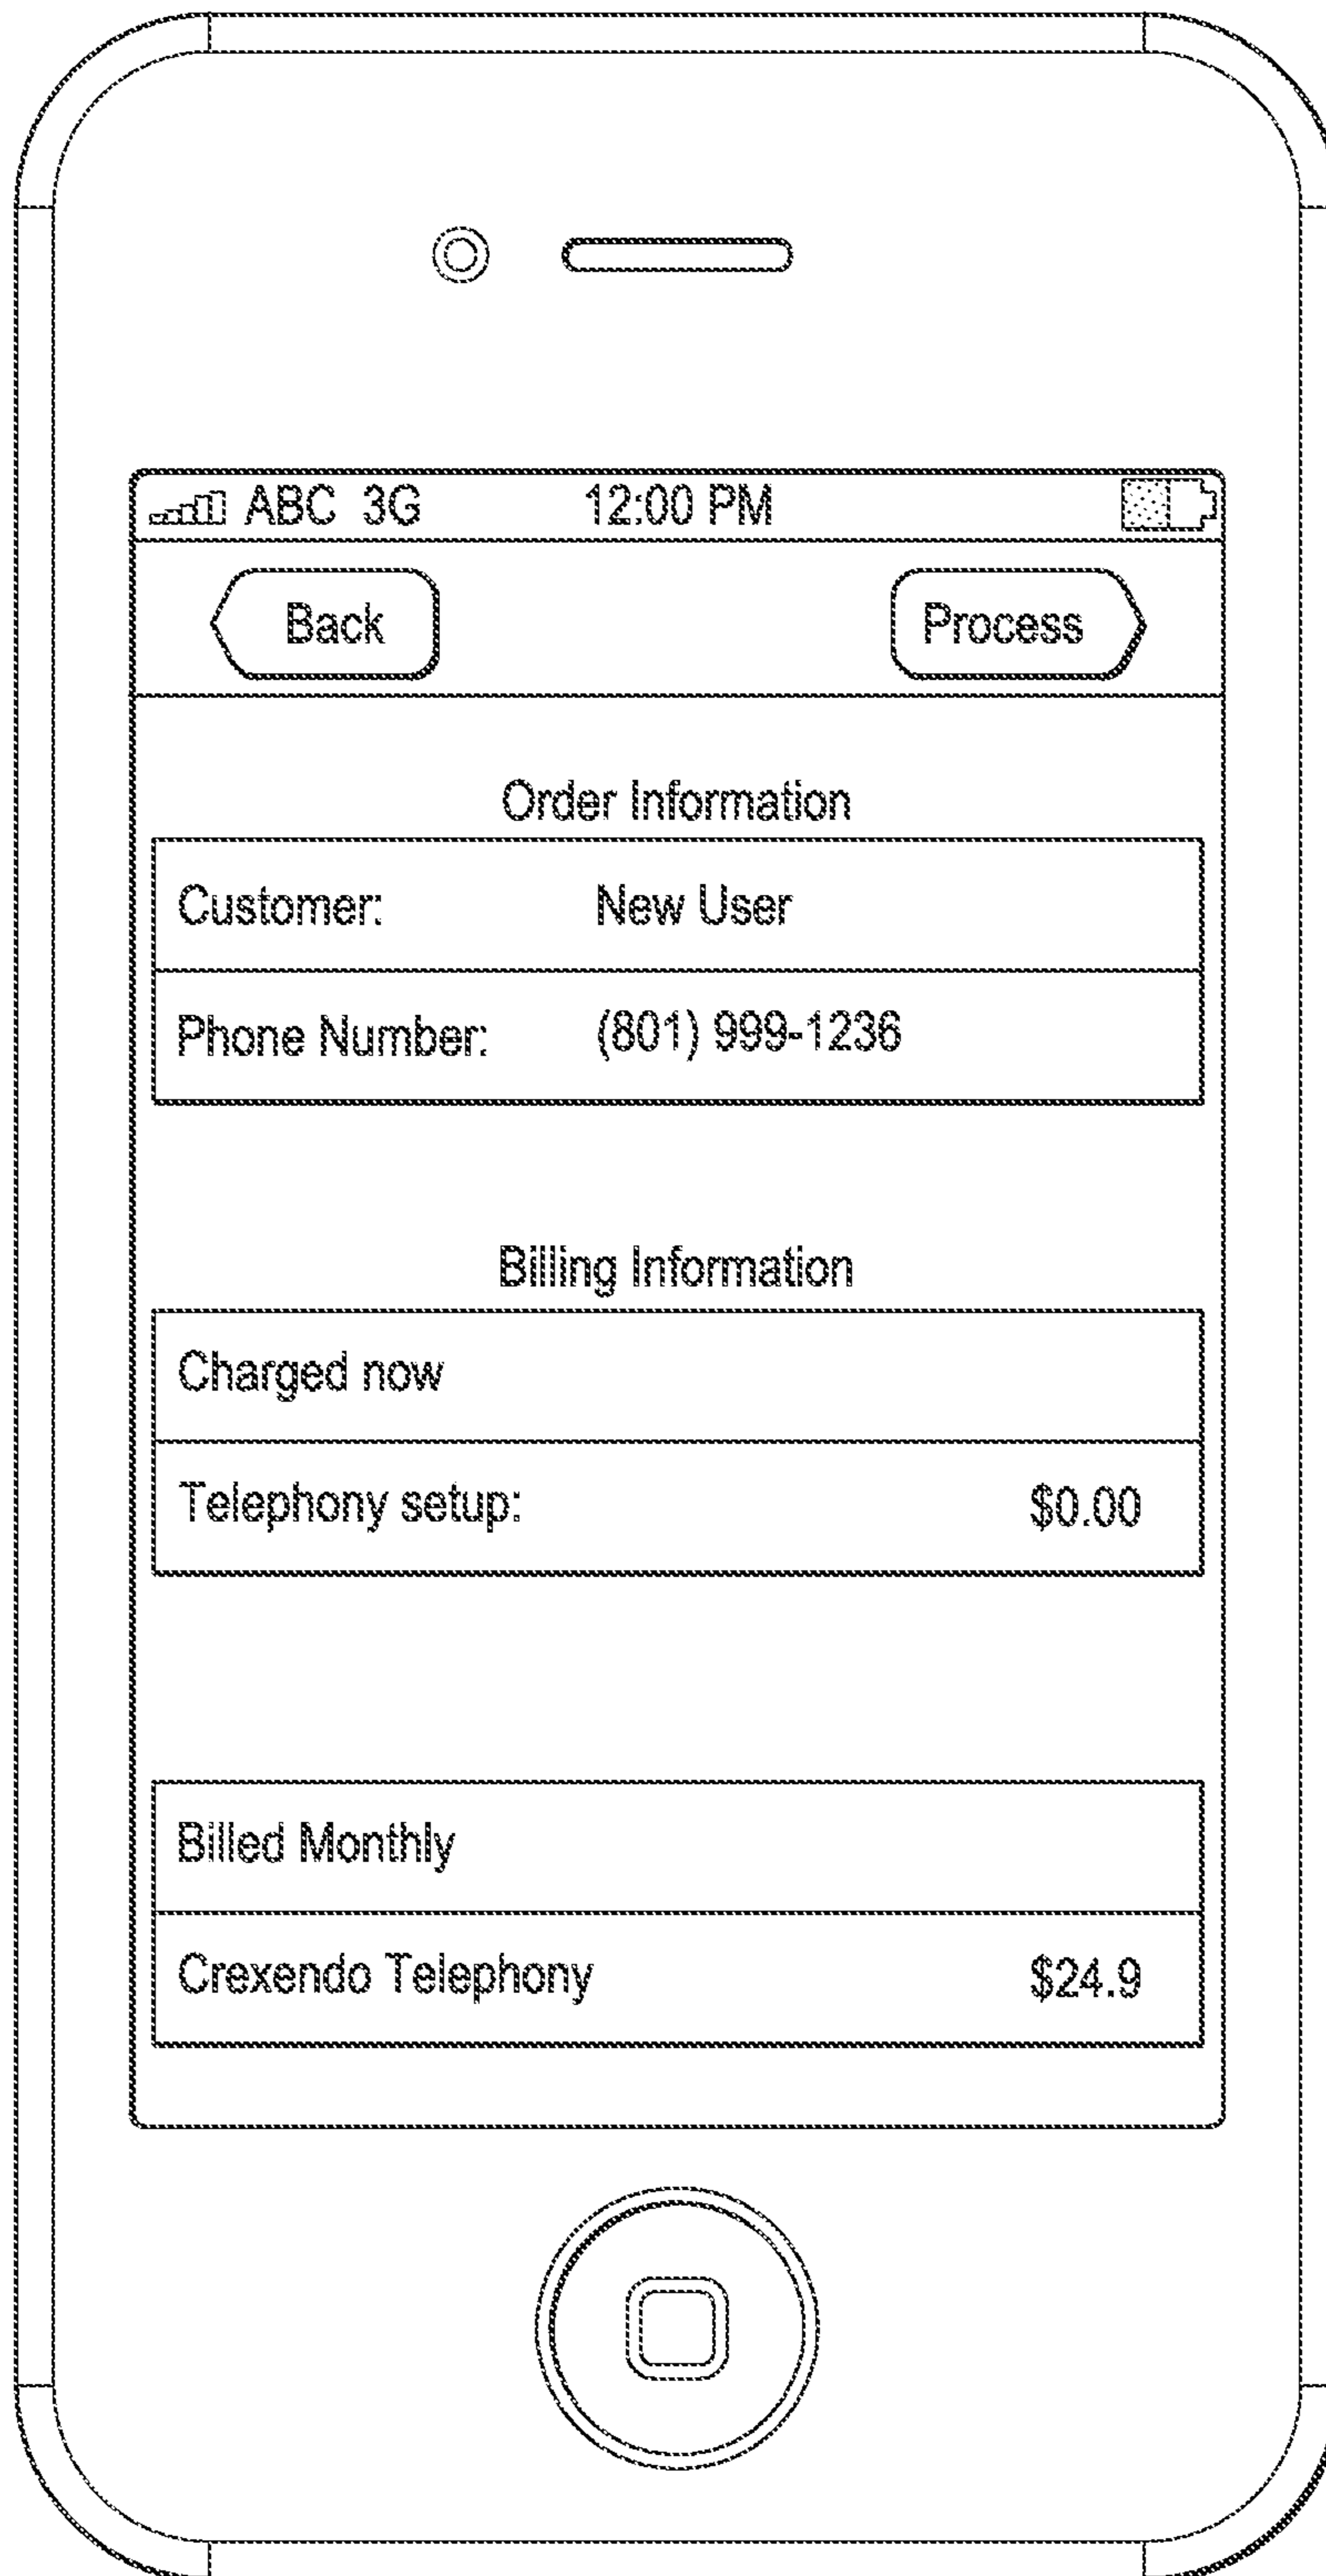 ABC 3G 12:00 PM
Back Process
Order Information
Customer: New User
Phone Number: (801) 999-1236
Billing Information
Charged now
Telephony setup: $0.00
Billed Monthly
Crexendo Telephony $24.9